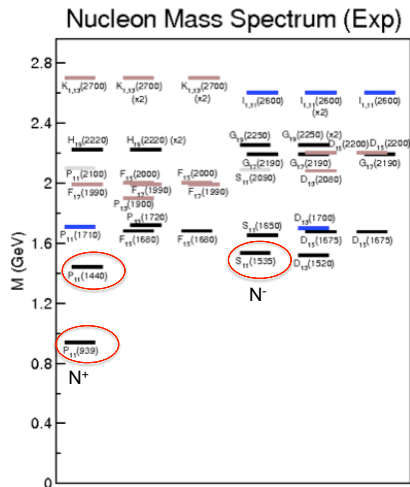 Nucleon Mass Spectrum (Exp)
2.8
K1,13(2700) K1,13(2700) K1,13(2700)
(x2) (x2)
I1,11(2600) I1,11(2600) I1,11(2600)
(x2)
2.4
H19(2220) H19(2220) (x2)
G19(2250) G19(2250) (x2)
D15(2200) D15(2200)
G17(2190) G17(2190) G17(2190)
P11(2100) F15(2000) F15(2000)
S11(2090) D13(2080)
2
F17(1990) F17(1990) F17(1990)
P13(1900)
P11(1710) P13(1720)
D13(1700)
F15(1680) F15(1680)
S11(1650) D15(1675) D15(1675)
1.6
S11(1535) D13(1520)
P11(1440)
M (GeV)
1.2
P11(939)
0.8
N+
N-
0.4
0